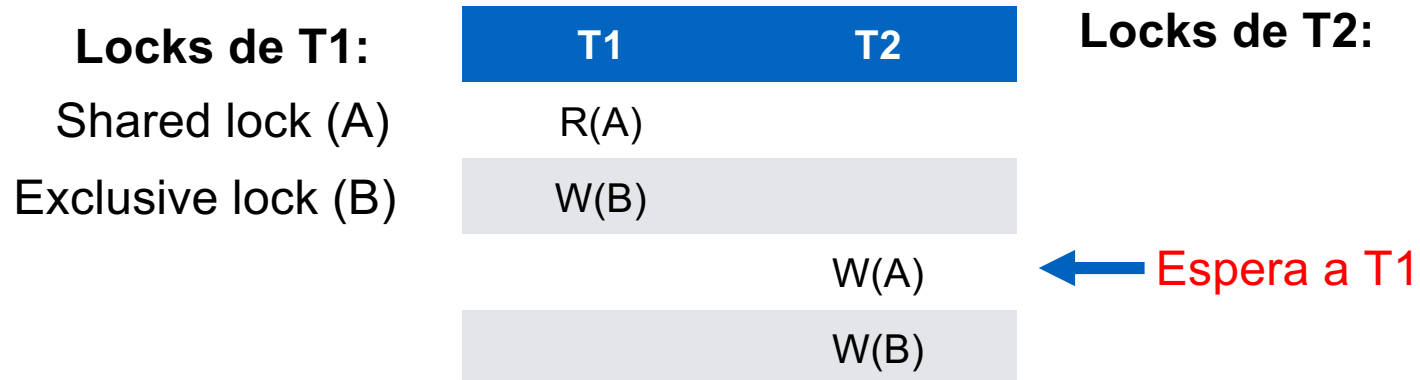 Locks de T1:
Shared lock (A)
Exclusive lock (B)
T1 T2
R(A)
W(B)
W(A)
W(B)
Locks de T2:
Espera a T1